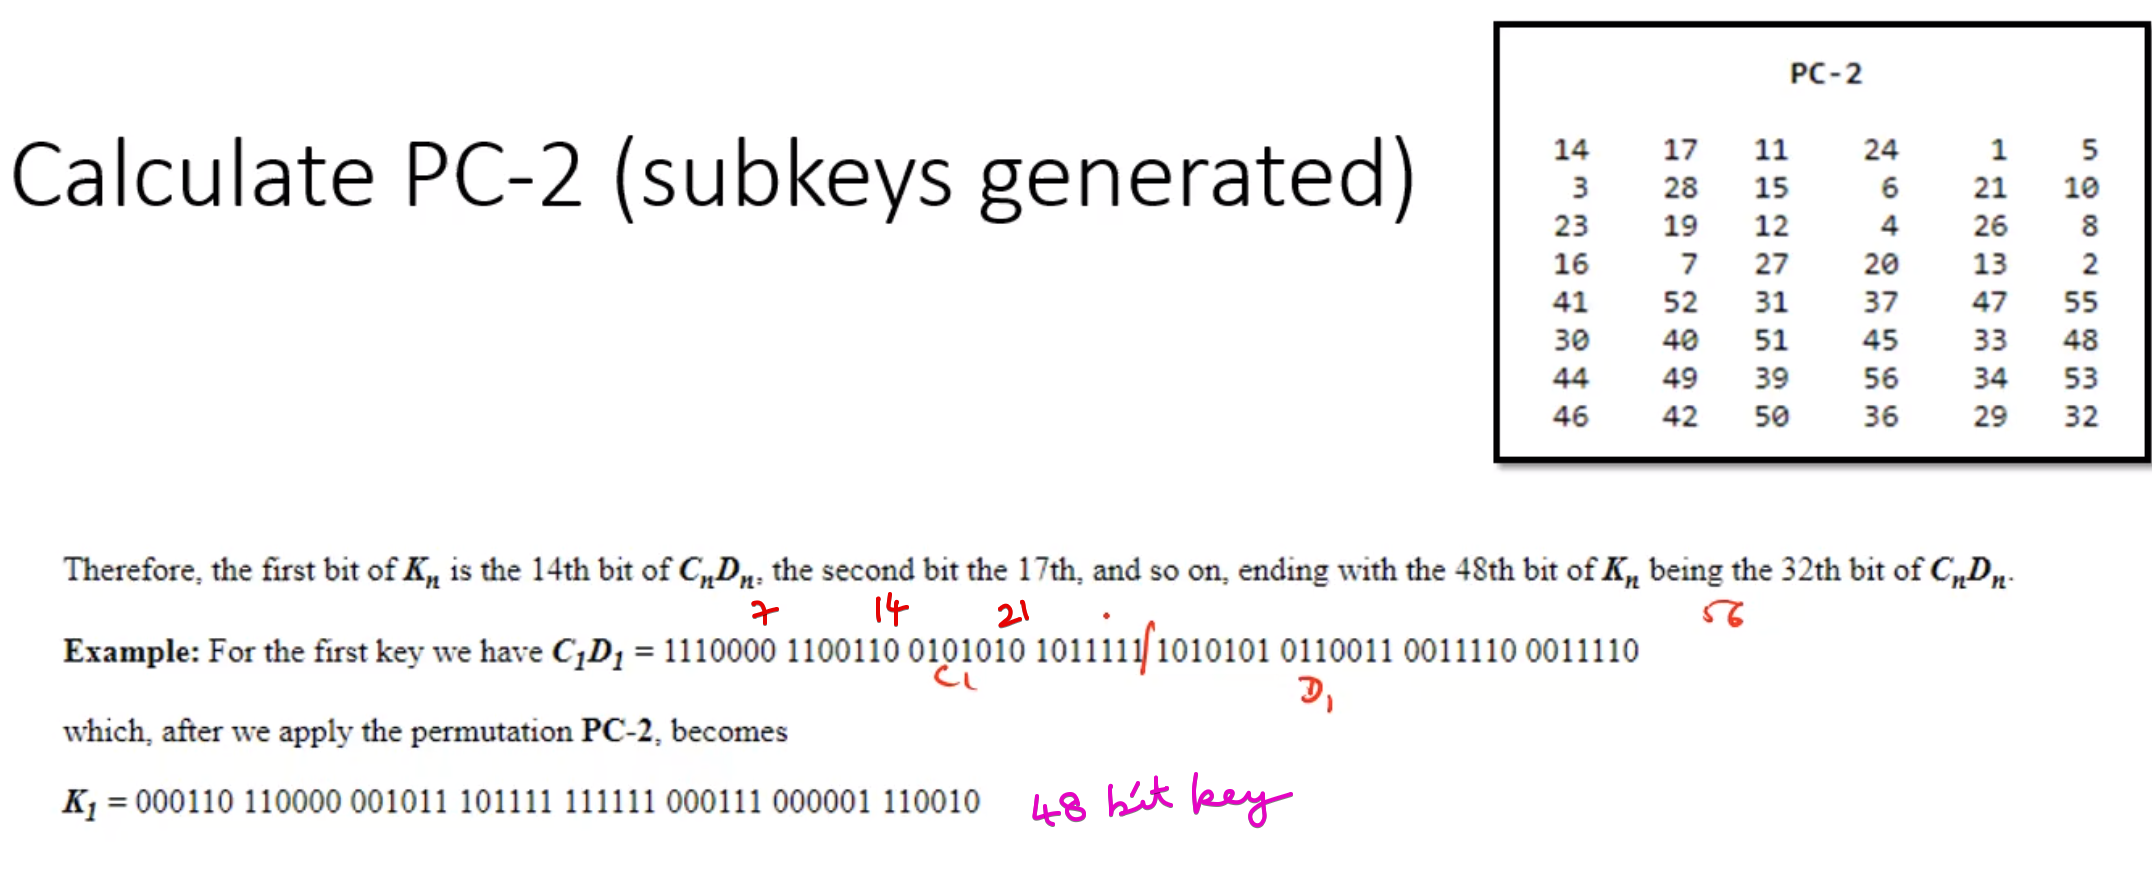 Calculate PC-2 (subkeys generated)
PC-2
14 17 11 24 1 5
3 28 15 6 21 10
23 19 12 4 26 8
16 7 27 20 13 2
41 52 31 37 47 55
30 40 51 45 33 48
44 49 39 56 34 53
46 42 50 36 29 32
Therefore, the first bit of Kn is the 14th bit of CnDn, the second bit the 17th, and so on, ending with the 48th bit of Kn being the 32th bit of CnDn.
7 14 21 56
Example: For the first key we have C1D1 = 1110000 1100110 0101010 1011111 / 1010101 0110011 0011110 0011110
C1 D1
which, after we apply the permutation PC-2, becomes
K1 = 000110 110000 001011 101111 111111 000111 000001 110010 48 bit key